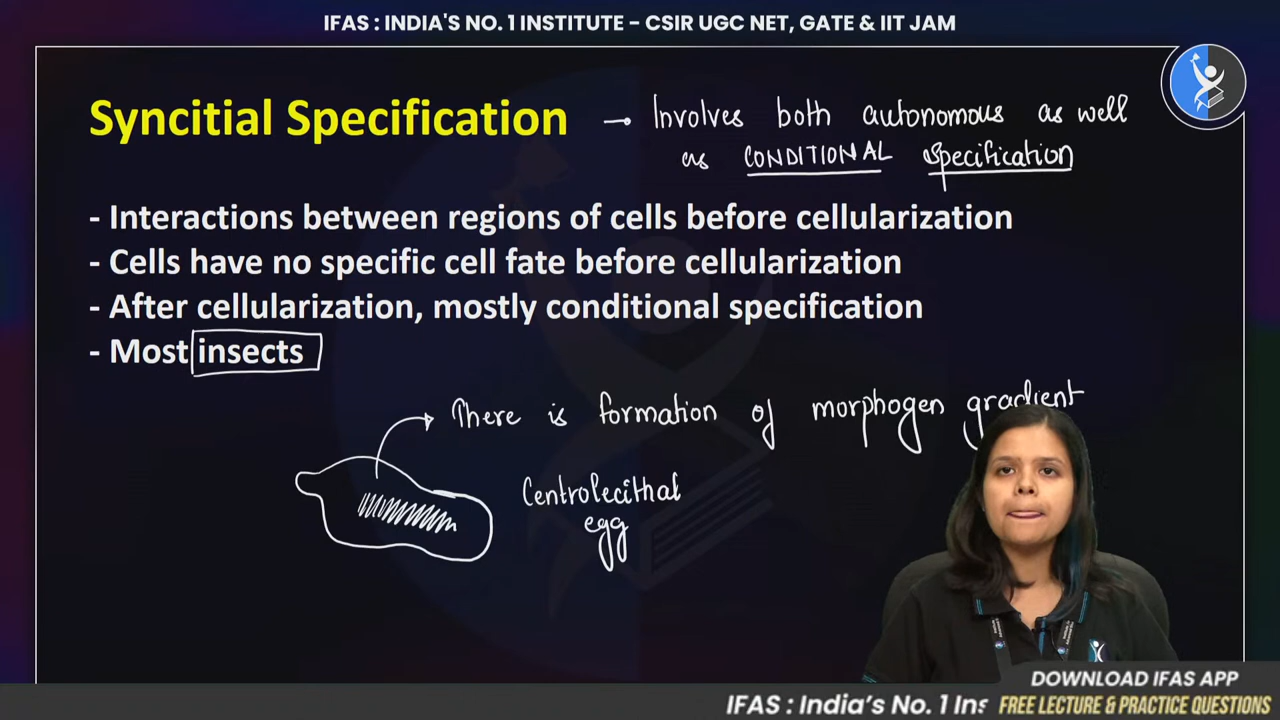 IFAS : INDIA'S NO. 1 INSTITUTE – CSIR UGC NET, GATE & IIT JAM
Syncitial Specification → Involves both autonomous as well
as CONDITIONAL specification
- Interactions between regions of cells before cellularization
- Cells have no specific cell fate before cellularization
- After cellularization, mostly conditional specification
- Most insects
There is formation of morphogen gradient
Centrolecithal
egg
DOWNLOAD IFAS APP
IFAS : India's No. 1 Ins
FREE LECTURE & PRACTICE QUESTIONS